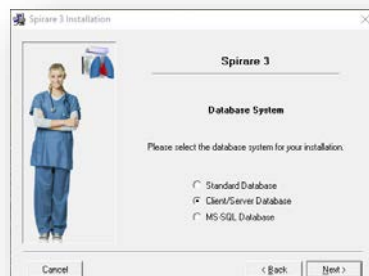 Spirare 3 Installation
Spirare 3
Database System
Please select the database system for your installation.
Standard Database
Client/Server Database
MS-SQL Database
Cancel
< Back
Next >